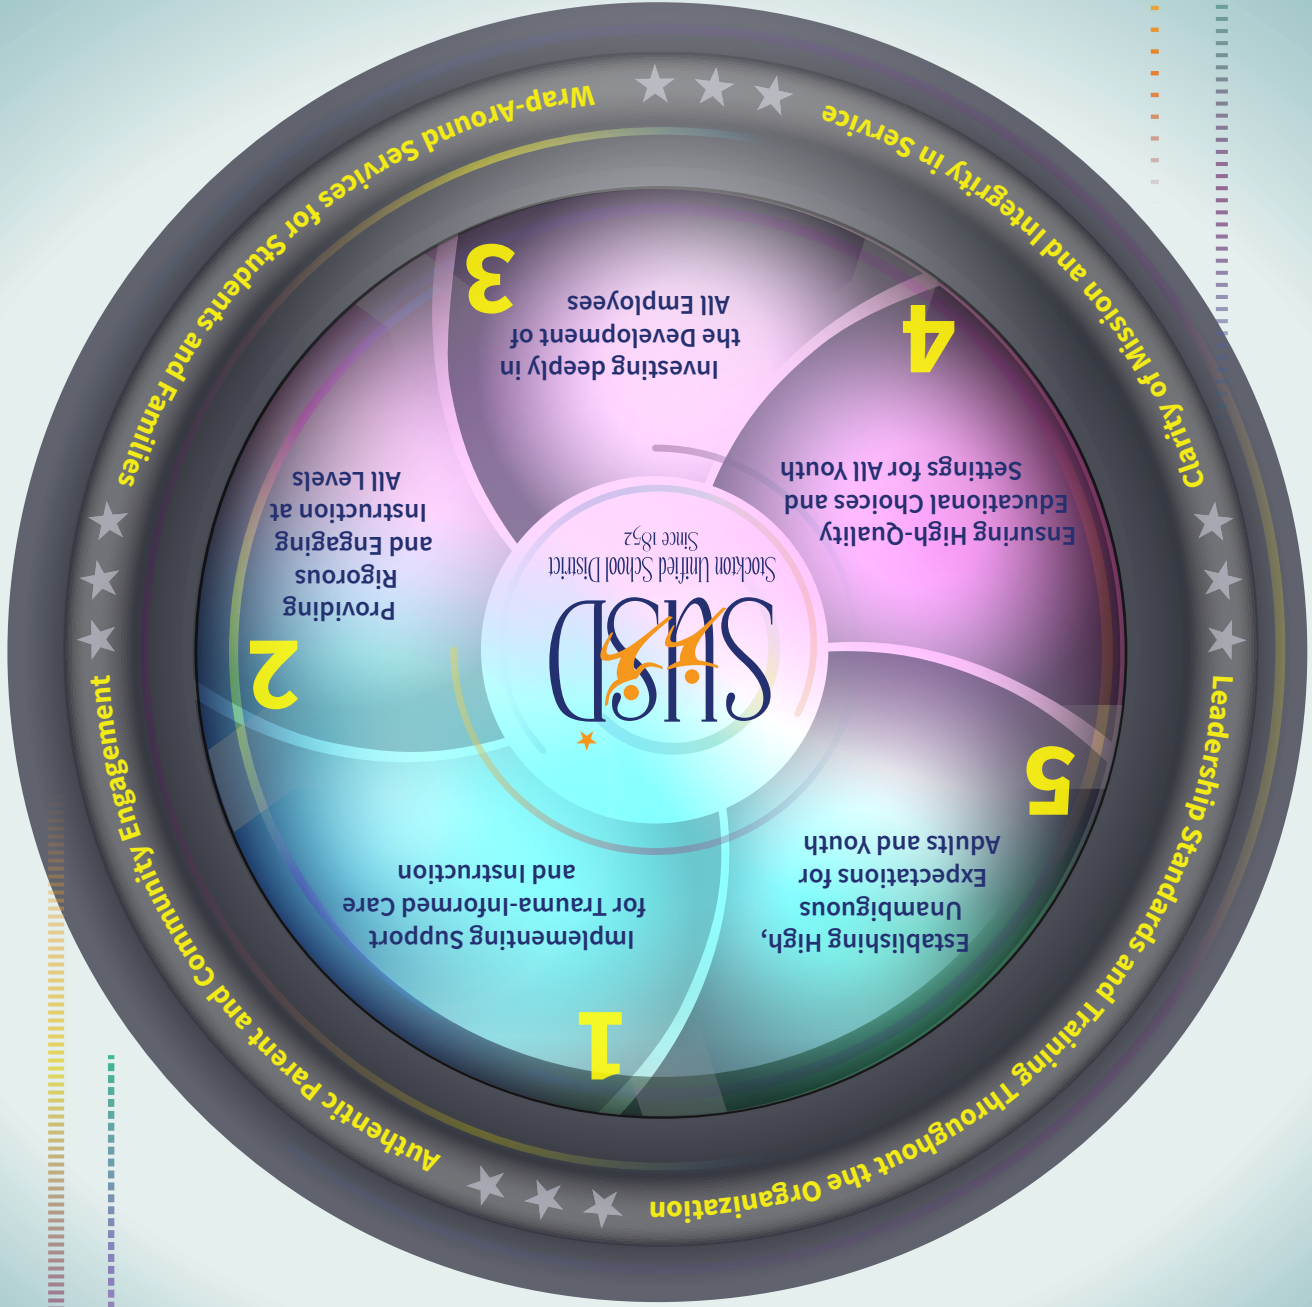 Leadership Standards and Training Throughout the Organization
Authentic Parent and Community Engagement
Wrap-Around Services for Students and Families
Clarity of Mission and Integrity in Service
1
Implementing Support
for Trauma-Informed Care
and Instruction
2
Providing
Rigorous
and Engaging
Instruction at
All Levels
3
Investing deeply in
the Development of
All Employees
4
Ensuring High-Quality
Educational Choices and
Settings for All Youth
5
Establishing High,
Unambiguous
Expectations for
Adults and Youth
SUSD
Stockton Unified School District
Since 1852